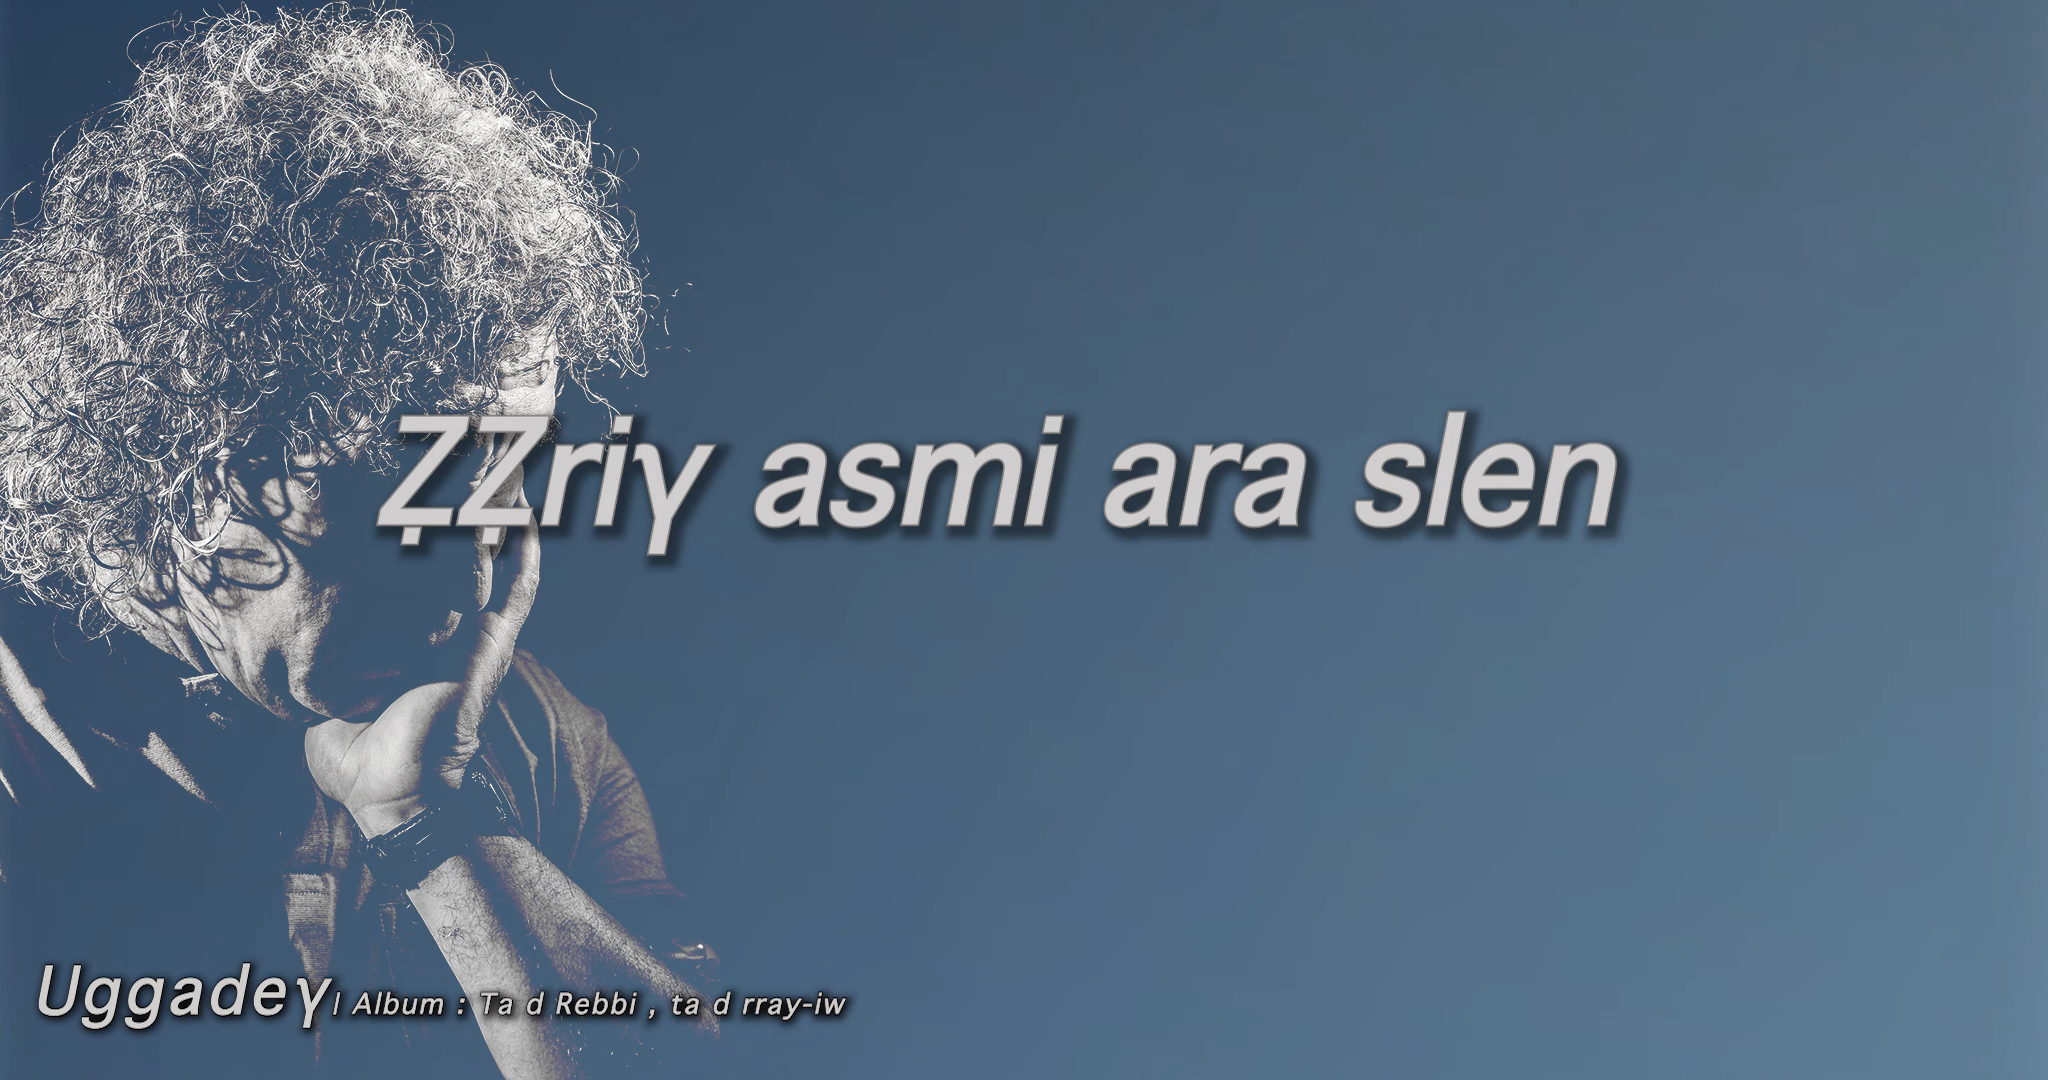 ẒẒriɣ asmi ara slen
Uggadeɣ | Album : Ta d Rebbi , ta d rray-iw